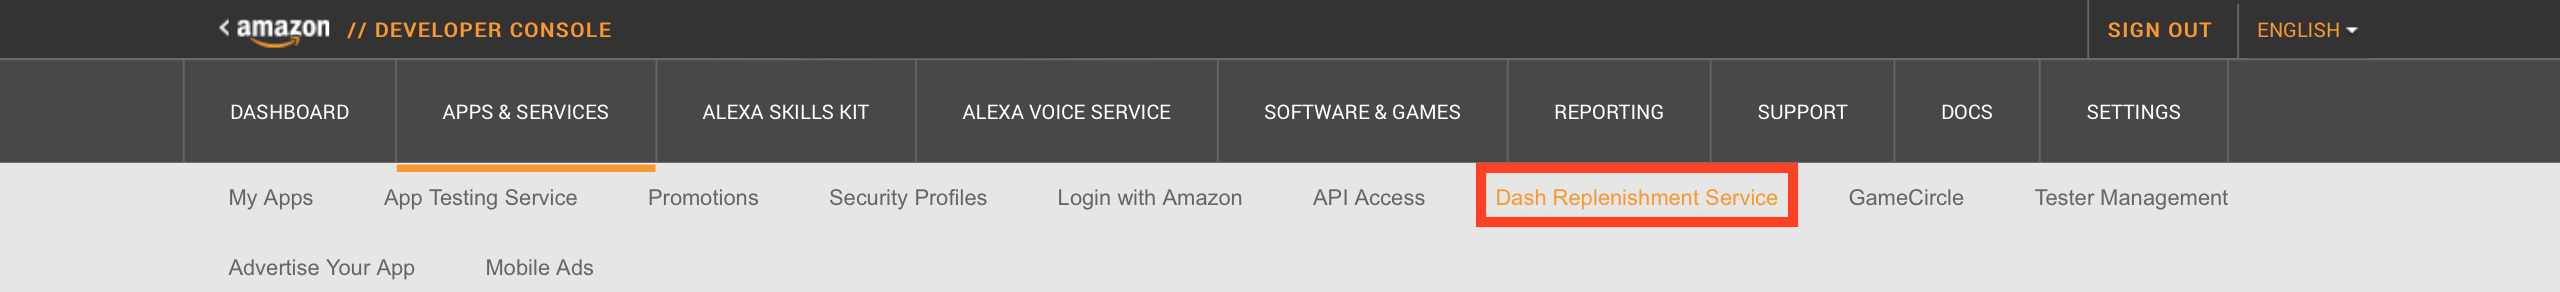 < amazon // DEVELOPER CONSOLE SIGN OUT ENGLISH
DASHBOARD APPS & SERVICES ALEXA SKILLS KIT ALEXA VOICE SERVICE SOFTWARE & GAMES REPORTING SUPPORT DOCS SETTINGS
My Apps App Testing Service Promotions Security Profiles Login with Amazon API Access Dash Replenishment Service GameCircle Tester Management
Advertise Your App Mobile Ads